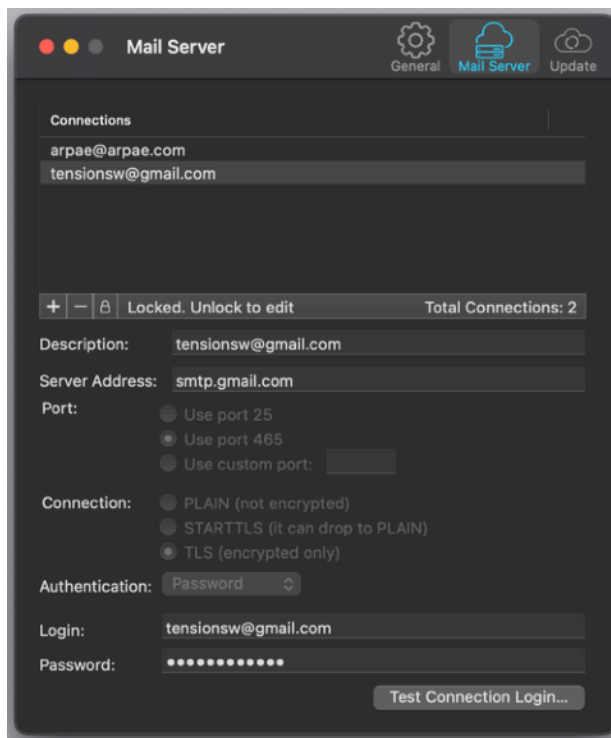 Mail Server
General
Mail Server
Update
Connections
arpae@arpae.com
tensionsw@gmail.com
Locked. Unlock to edit
Total Connections: 2
Description: tensionsw@gmail.com
Server Address: smtp.gmail.com
Port:
Use port 25
Use port 465
Use custom port:
Connection: PLAIN (not encrypted)
STARTTLS (it can drop to PLAIN)
TLS (encrypted only)
Authentication: Password
Login: tensionsw@gmail.com
Password: ••••••••••••
Test Connection Login...